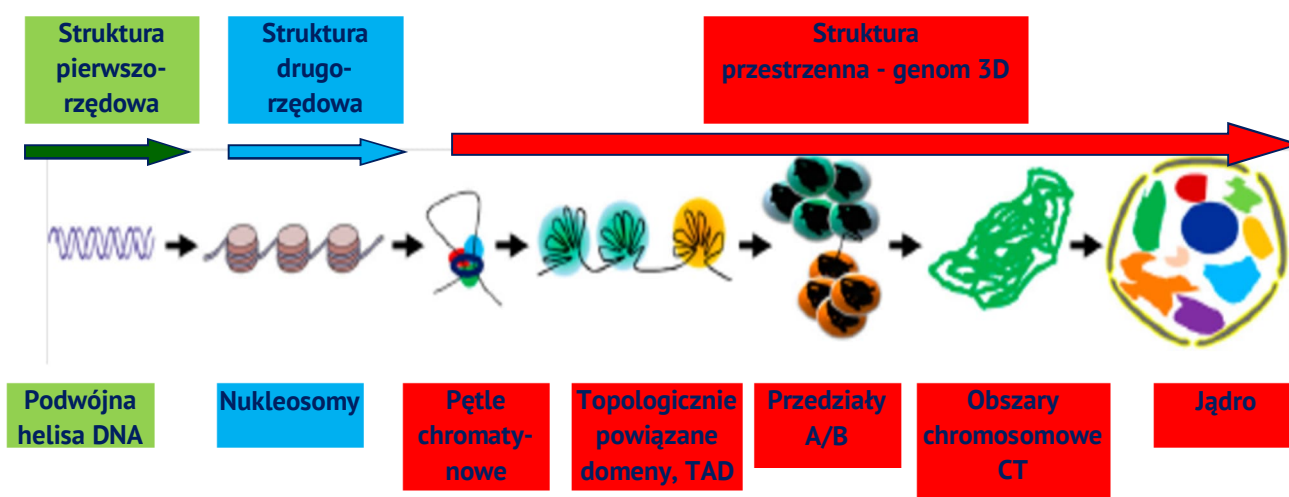 Struktura
pierwszo-
rzędowa
Struktura
drugo-
rzędowa
Struktura
przestrzenna - genom 3D
Podwójna
helisa DNA
Nukleosomy
Pętle
chromaty-
nowe
Topologicznie
powiązane
domeny, TAD
Przedziały
A/B
Obszary
chromosomowe
CT
Jądro